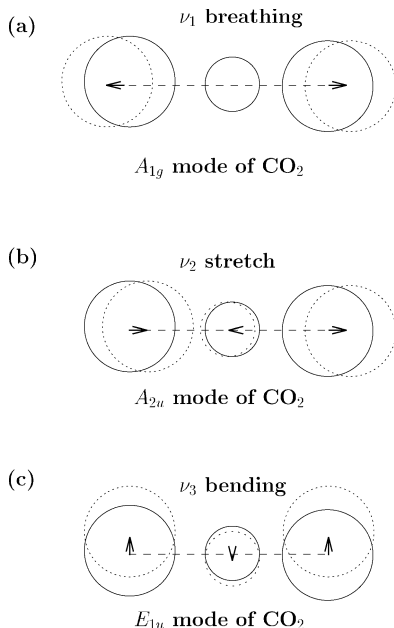 (a)
ν₁ breathing
A₁g mode of CO₂
(b)
ν₂ stretch
A₂u mode of CO₂
(c)
ν₃ bending
E₁u mode of CO₂